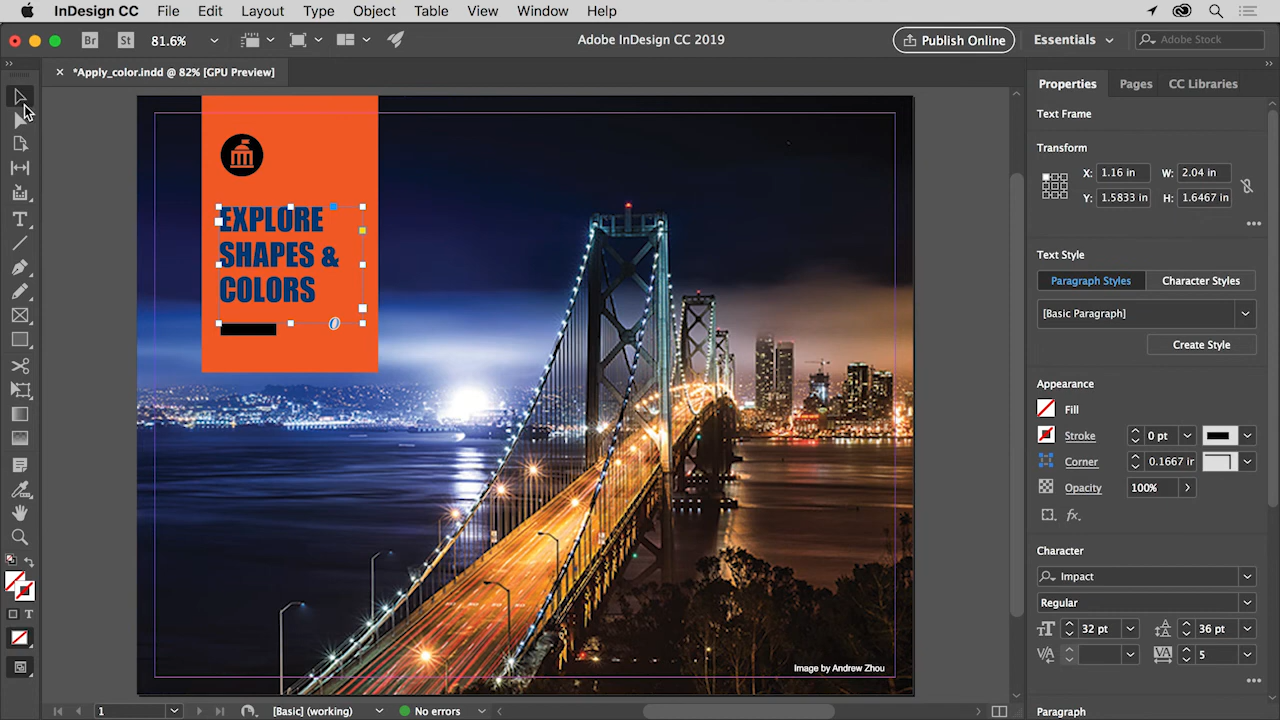 InDesign CC File Edit Layout Type Object Table View Window Help
Br St 81.6% Adobe InDesign CC 2019 Publish Online Essentials Adobe Stock
*Apply_color.indd @ 82% [GPU Preview]
Properties Pages CC Libraries
Text Frame
Transform
X: 1.16 in W: 2.04 in
Y: 1.5833 in H: 1.6467 in
EXPLORE
SHAPES &
COLORS
Text Style
Paragraph Styles Character Styles
[Basic Paragraph]
Create Style
Appearance
Fill
Stroke 0 pt
Corner 0.1667 ir
Opacity 100%
fx.
Character
Impact
Regular
32 pt 36 pt
5
Image by Andrew Zhou
1 [Basic] (working) No errors
Paragraph